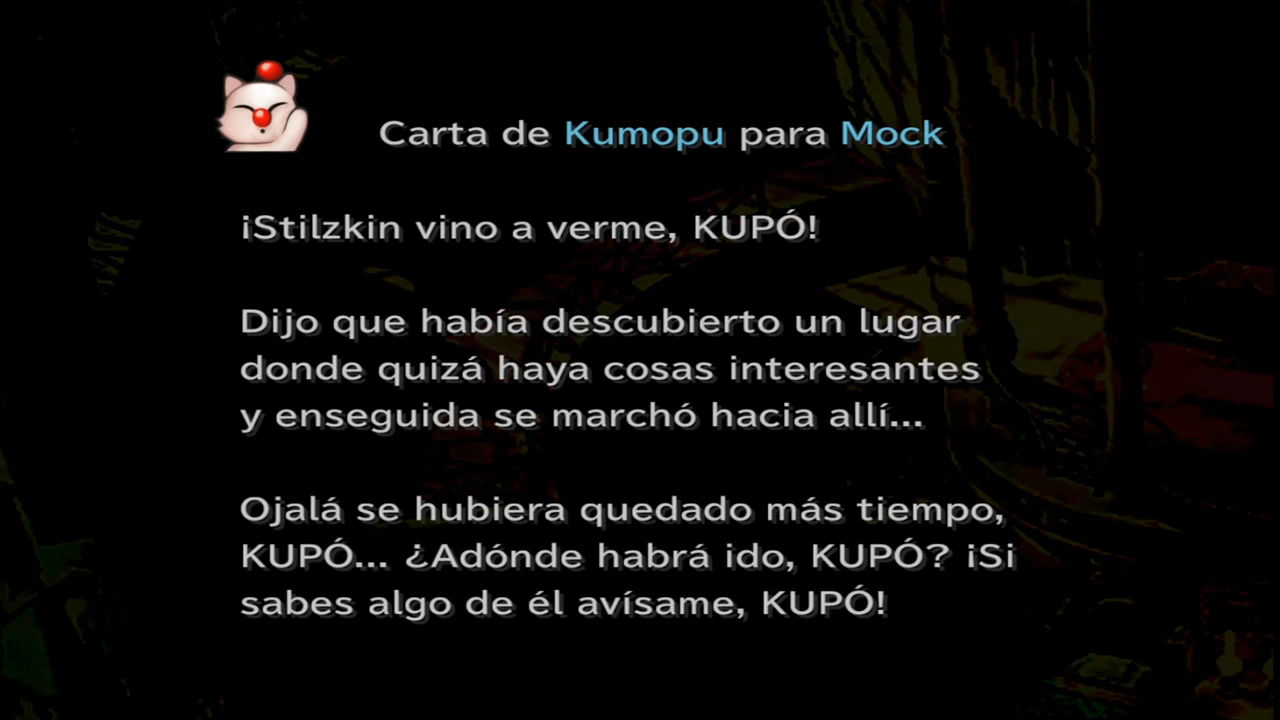 Carta de Kumopu para Mock
¡Stilzkin vino a verme, KUPÓ!
Dijo que había descubierto un lugar
donde quizá haya cosas interesantes
y enseguida se marchó hacia allí...
Ojalá se hubiera quedado más tiempo,
KUPÓ... ¿Adónde habrá ido, KUPÓ? ¡Si
sabes algo de él avísame, KUPÓ!